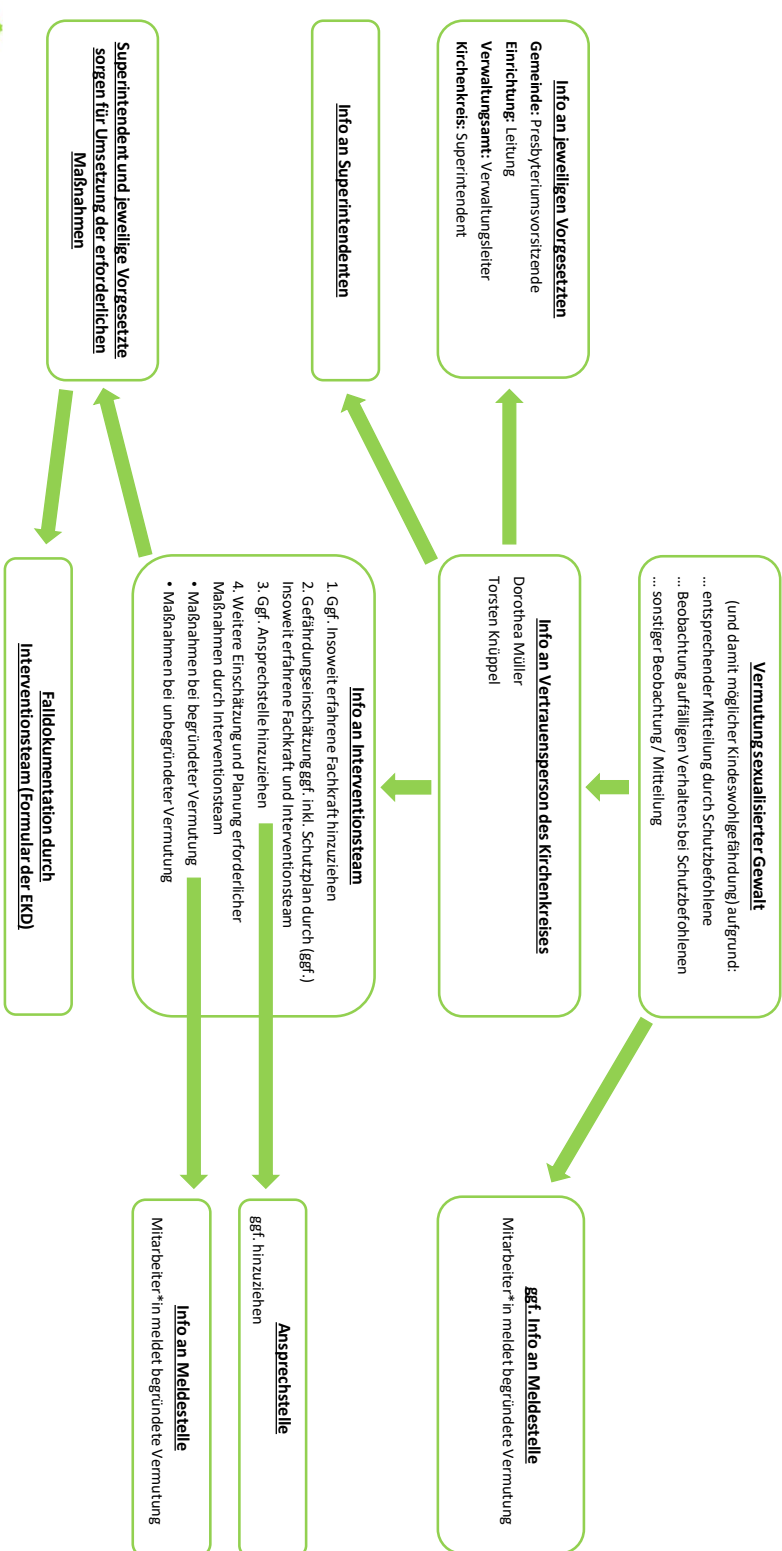 Vermutung sexualisierter Gewalt
(und damit möglicher Kindeswohlgefährdung) aufgrund:
... entsprechender Mitteilung durch Schutzbefohlene
... Beobachtung auffälligen Verhaltens bei Schutzbefohlenen
... sonstiger Beobachtung / Mitteilung
ggf. Info an Meldestelle
Mitarbeiter*in meldet begründete Vermutung
Info an jeweiligen Vorgesetzten
Gemeinde: Presbyteriumsvorsitzende
Einrichtung: Leitung
Verwaltungsamt: Verwaltungsleiter
Kirchenkreis: Superintendent
Info an Vertrauensperson des Kirchenkreises
Dorothea Müller
Torsten Knüppel
Info an Superintendenten
Info an Interventionsteam
1. Ggf. Insoweit erfahrene Fachkraft hinzuziehen
2. Gefährdungseinschätzung ggf. inkl. Schutzplan durch (ggf.)
Insoweit erfahrene Fachkraft und Interventionsteam
3. Ggf. Ansprechstelle hinzuziehen
4. Weitere Einschätzung und Planung erforderlicher
Maßnahmen durch Interventionsteam
• Maßnahmen bei begründeter Vermutung
• Maßnahmen bei unbegründeter Vermutung
Ansprechstelle
ggf. hinzuziehen
Info an Meldestelle
Mitarbeiter*in meldet begründete Vermutung
Superintendent und jeweilige Vorgesetzte
sorgen für Umsetzung der erforderlichen
Maßnahmen
Falldokumentation durch
Interventionsteam (Formular der EKD)